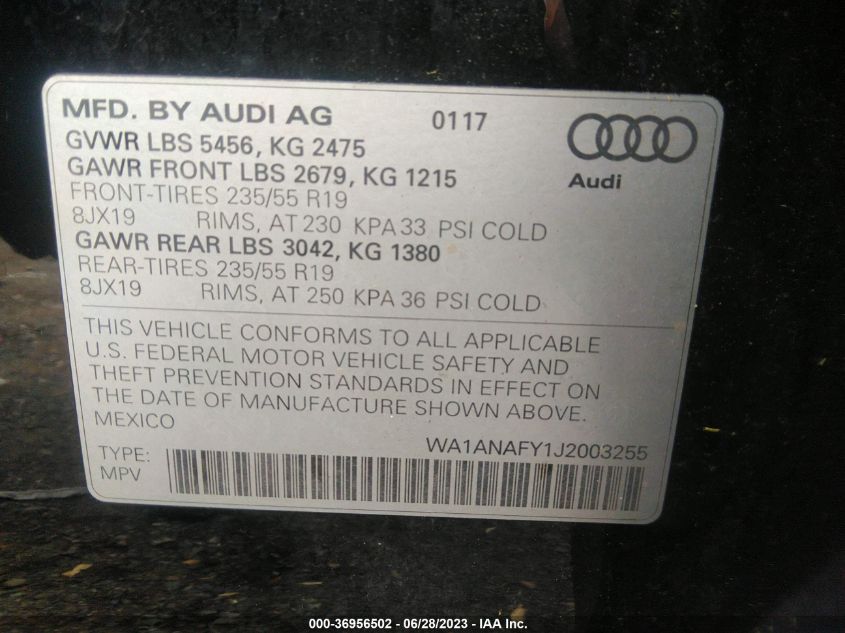 MFD. BY AUDI AG 0117
GVWR LBS 5456, KG 2475
GAWR FRONT LBS 2679, KG 1215
Audi
FRONT-TIRES 235/55 R19
8JX19 RIMS, AT 230 KPA 33 PSI COLD
GAWR REAR LBS 3042, KG 1380
REAR-TIRES 235/55 R19
8JX19 RIMS, AT 250 KPA 36 PSI COLD
THIS VEHICLE CONFORMS TO ALL APPLICABLE
U.S. FEDERAL MOTOR VEHICLE SAFETY AND
THEFT PREVENTION STANDARDS IN EFFECT ON
THE DATE OF MANUFACTURE SHOWN ABOVE.
MEXICO
WA1ANAFY1J2003255
TYPE:
MPV
000-36956502 - 06/28/2023 - IAA Inc.